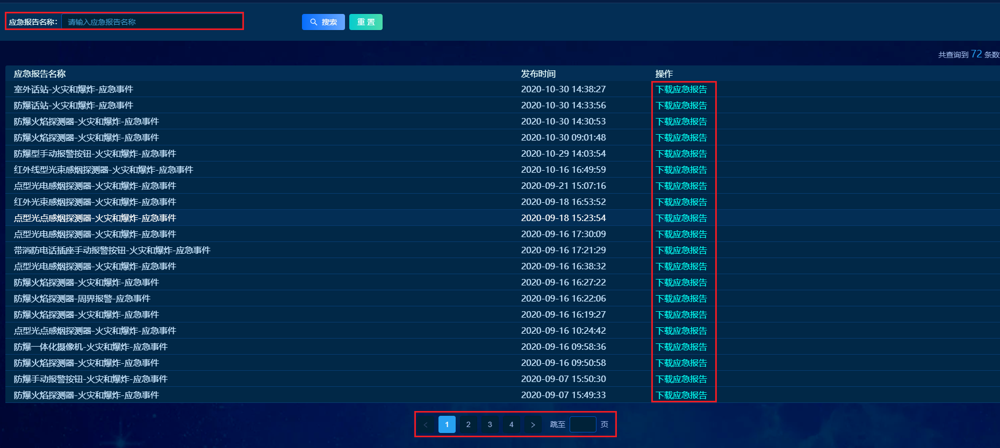 应急报告名称: 请输入应急报告名称 搜索 重置
共查询到 72 条数
应急报告名称 发布时间 操作
室外话站-火灾和爆炸-应急事件 2020-10-30 14:38:27 下载应急报告
防爆话站-火灾和爆炸-应急事件 2020-10-30 14:33:56 下载应急报告
防爆火焰探测器-火灾和爆炸-应急事件 2020-10-30 14:30:53 下载应急报告
防爆火焰探测器-火灾和爆炸-应急事件 2020-10-30 09:01:48 下载应急报告
防爆型手动报警按钮-火灾和爆炸-应急事件 2020-10-29 14:03:54 下载应急报告
红外线型光束感烟探测器-火灾和爆炸-应急事件 2020-10-16 16:49:59 下载应急报告
点型光电感烟探测器-火灾和爆炸-应急事件 2020-09-21 15:07:16 下载应急报告
红外光束感烟探测器-火灾和爆炸-应急事件 2020-09-18 16:53:52 下载应急报告
点型光点感烟探测器-火灾和爆炸-应急事件 2020-09-18 15:23:54 下载应急报告
点型光电感烟探测器-火灾和爆炸-应急事件 2020-09-16 17:30:09 下载应急报告
带消防电话插座手动报警按钮-火灾和爆炸-应急事件 2020-09-16 17:21:29 下载应急报告
点型光电感烟探测器-火灾和爆炸-应急事件 2020-09-16 16:38:32 下载应急报告
防爆火焰探测器-火灾和爆炸-应急事件 2020-09-16 16:27:22 下载应急报告
防爆火焰探测器-周界报警-应急事件 2020-09-16 16:22:06 下载应急报告
防爆火焰探测器-火灾和爆炸-应急事件 2020-09-16 16:19:27 下载应急报告
点型光点感烟探测器-火灾和爆炸-应急事件 2020-09-16 10:24:42 下载应急报告
防爆一体化摄像机-火灾和爆炸-应急事件 2020-09-16 09:58:36 下载应急报告
防爆火焰探测器-火灾和爆炸-应急事件 2020-09-16 09:50:58 下载应急报告
防爆手动报警按钮-火灾和爆炸-应急事件 2020-09-07 15:50:30 下载应急报告
防爆火焰探测器-火灾和爆炸-应急事件 2020-09-07 15:49:33 下载应急报告
< 1 2 3 4 > 跳至 页